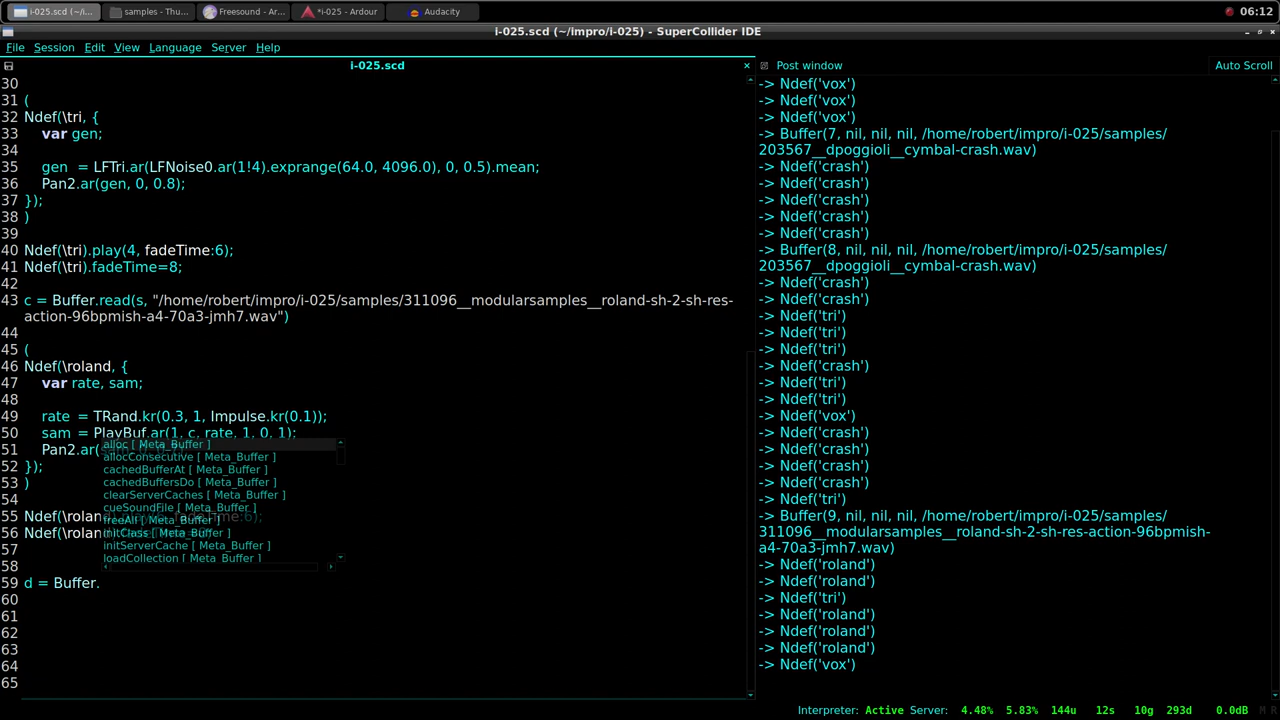 i-025.scd (~/i...
samples - Thu...
Freesound - Ar...
*i-025 - Ardour
Audacity
06:12
i-025.scd (~/impro/i-025) - SuperCollider IDE
File Session Edit View Language Server Help
i-025.scd
Post window
Auto Scroll
30
31 (
32 Ndef(\tri, {
33 var gen;
34
35 gen = LFTri.ar(LFNoise0.ar(1!4).exprange(64.0, 4096.0), 0, 0.5).mean;
36 Pan2.ar(gen, 0, 0.8);
37 });
38 )
39
40 Ndef(\tri).play(4, fadeTime:6);
41 Ndef(\tri).fadeTime=8;
42
43 c = Buffer.read(s, "/home/robert/impro/i-025/samples/311096__modularsamples__roland-sh-2-sh-res-
action-96bpmish-a4-70a3-jmh7.wav")
44
45 (
46 Ndef(\roland, {
47 var rate, sam;
48
49 rate = TRand.kr(0.3, 1, Impulse.kr(0.1));
50 sam = PlayBuf.ar(1, c, rate, 1, 0, 1);
51 Pan2.ar(
52 });
53 )
54
55 Ndef(\roland
56 Ndef(\roland
57
58
59 d = Buffer.
60
61
62
63
64
65
alloc [ Meta_Buffer ]
allocConsecutive [ Meta_Buffer ]
cachedBufferAt [ Meta_Buffer ]
cachedBuffersDo [ Meta_Buffer ]
clearServerCaches [ Meta_Buffer ]
cueSoundFile [ Meta_Buffer ]
freeAll [ Meta_Buffer ]
initClass [ Meta_Buffer ]
initServerCache [ Meta_Buffer ]
loadCollection [ Meta_Buffer ]
-> Ndef('vox')
-> Ndef('vox')
-> Ndef('vox')
-> Buffer(7, nil, nil, nil, /home/robert/impro/i-025/samples/
203567__dpoggioli__cymbal-crash.wav)
-> Ndef('crash')
-> Ndef('crash')
-> Ndef('crash')
-> Ndef('crash')
-> Ndef('crash')
-> Buffer(8, nil, nil, nil, /home/robert/impro/i-025/samples/
203567__dpoggioli__cymbal-crash.wav)
-> Ndef('crash')
-> Ndef('crash')
-> Ndef('tri')
-> Ndef('tri')
-> Ndef('tri')
-> Ndef('crash')
-> Ndef('tri')
-> Ndef('tri')
-> Ndef('vox')
-> Ndef('crash')
-> Ndef('crash')
-> Ndef('crash')
-> Ndef('crash')
-> Ndef('tri')
-> Buffer(9, nil, nil, nil, /home/robert/impro/i-025/samples/
311096__modularsamples__roland-sh-2-sh-res-action-96bpmish-
a4-70a3-jmh7.wav)
-> Ndef('roland')
-> Ndef('roland')
-> Ndef('tri')
-> Ndef('roland')
-> Ndef('roland')
-> Ndef('roland')
-> Ndef('vox')
Interpreter: Active Server: 4.48% 5.83% 144u 12s 10g 293d 0.0dB M R